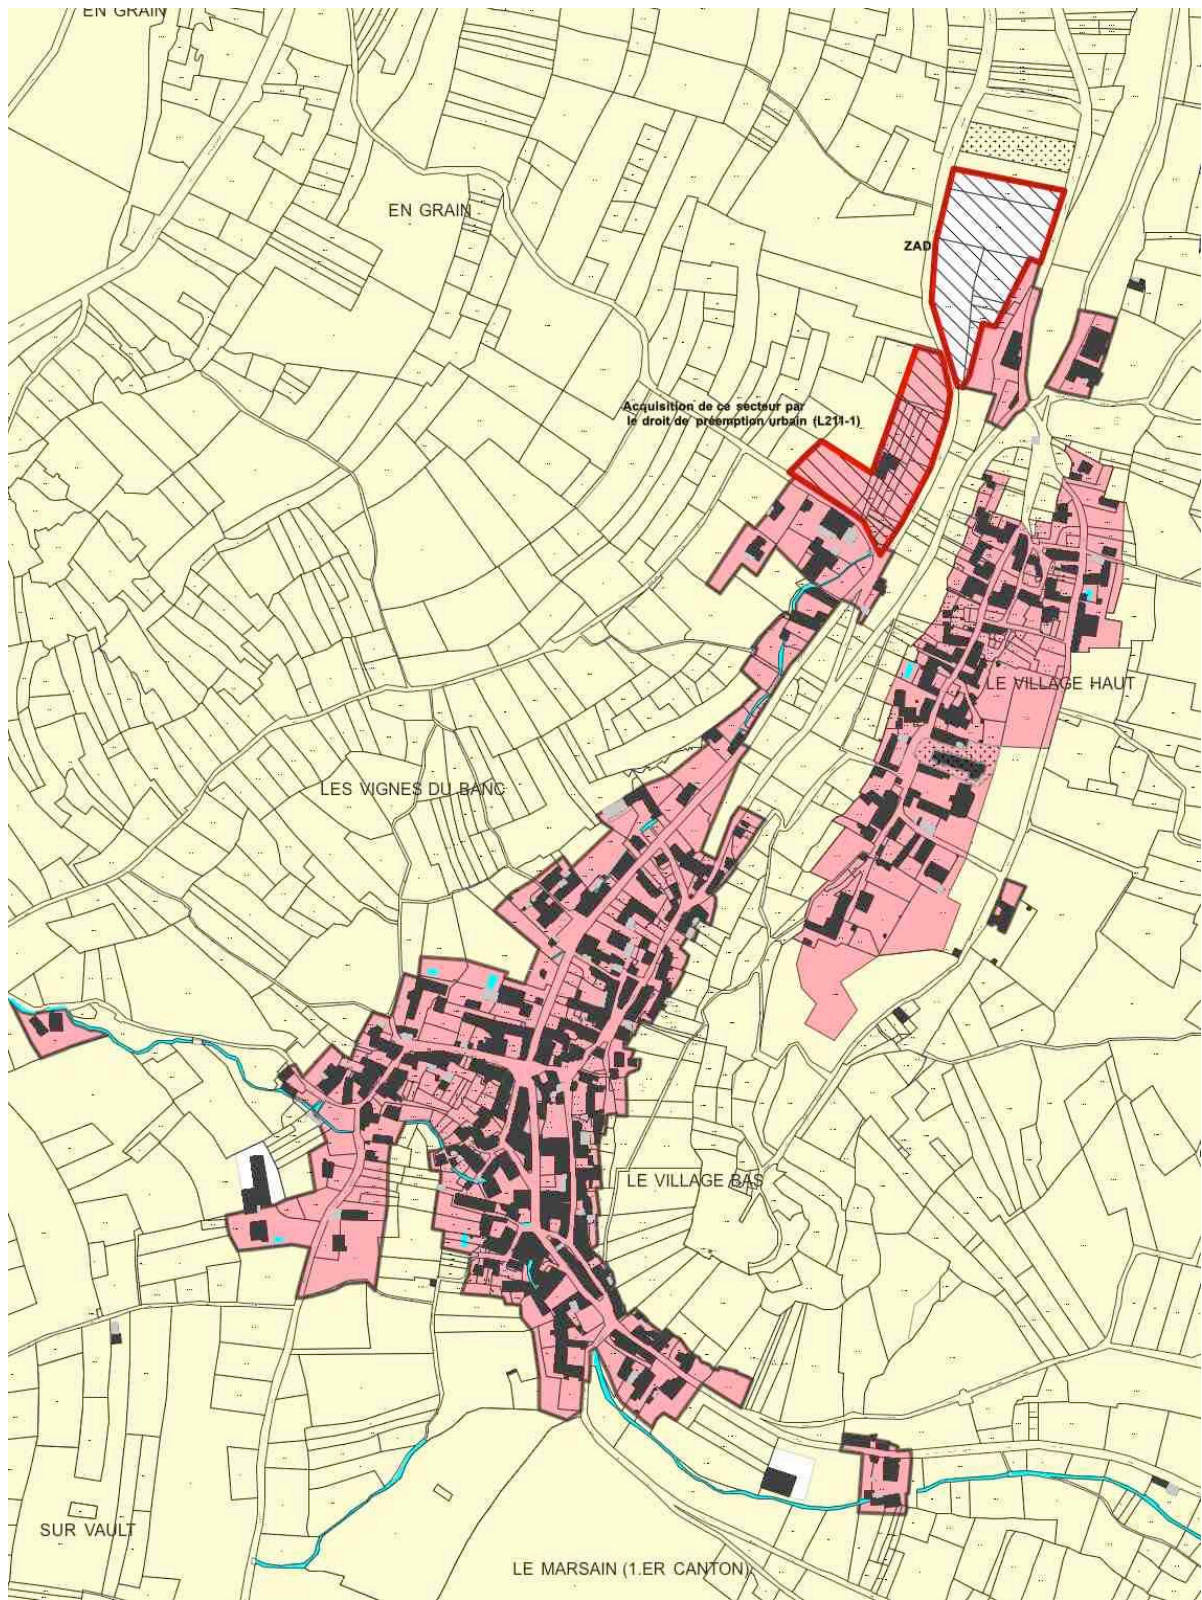 EN GRAIN
EN GRAIN
ZAD
Acquisition de ce secteur par
le droit de préemption urbain (L211-1)
LE VILLAGE HAUT
LES VIGNES DU BANC
LE VILLAGE BAS
SUR VAULT
LE MARSAIN (1.ER CANTON)